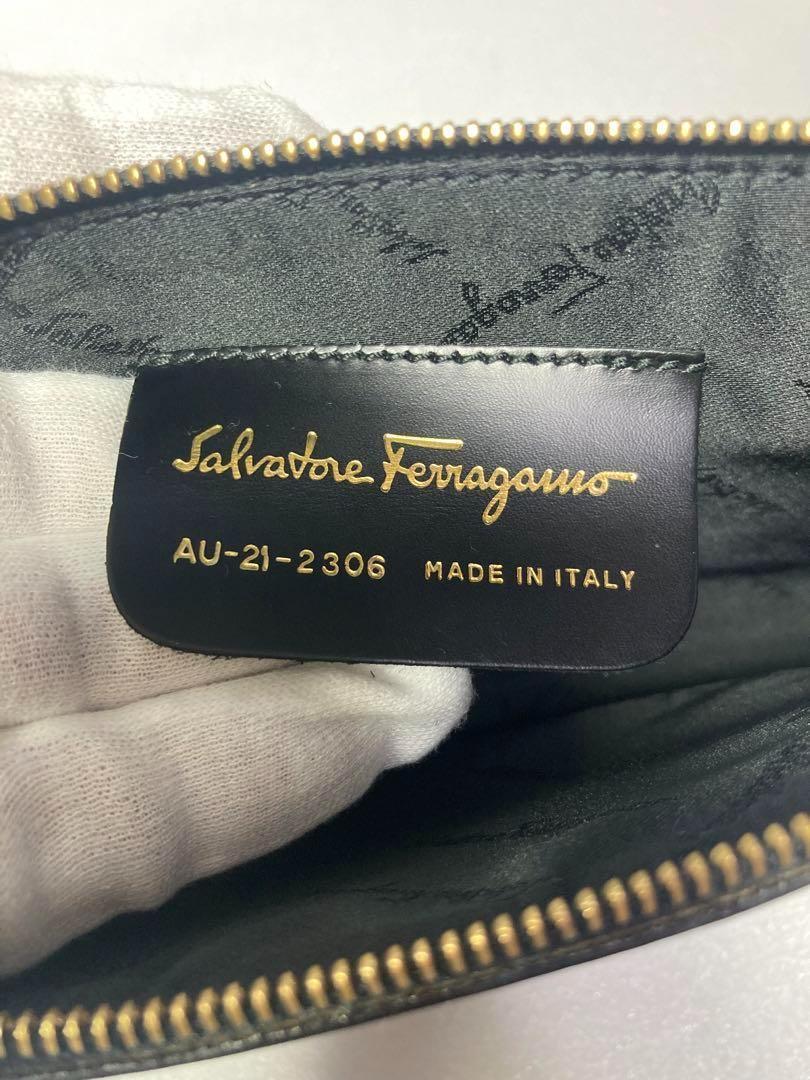 Salvatore Ferragamo
AU-21-2306 MADE IN ITALY